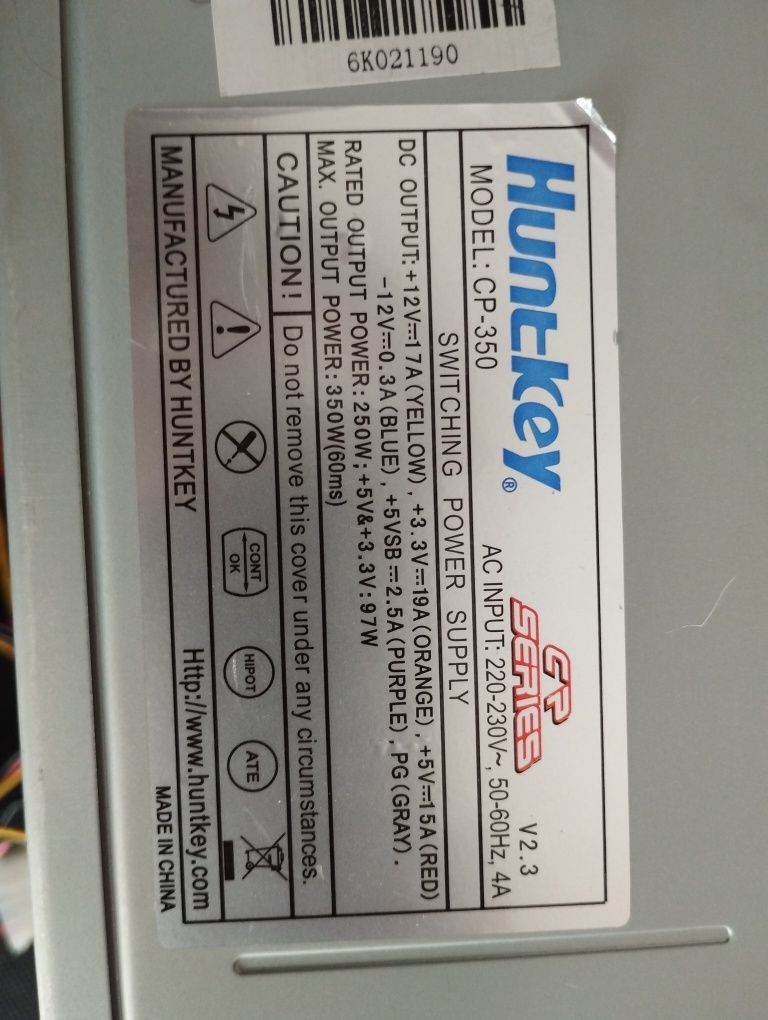 6K021190
Huntkey®
CP
SERIES
V2.3
MODEL: CP-350
AC INPUT: 220-230V~, 50-60Hz, 4A
SWITCHING POWER SUPPLY
DC OUTPUT:+12V⎓17A(YELLOW), +3.3V⎓19A(ORANGE), +5V⎓15A(RED)
-12V⎓0.3A(BLUE), +5VSB⎓2.5A(PURPLE), PG(GRAY).
RATED OUTPUT POWER:250W;+5V&+3.3V:97W
MAX. OUTPUT POWER:350W(60ms)
CAUTION! Do not remove this cover under any circumstances.
CONT
OK
HIPOT
ATE
MANUFACTURED BY HUNTKEY
Http://www.huntkey.com
MADE IN CHINA